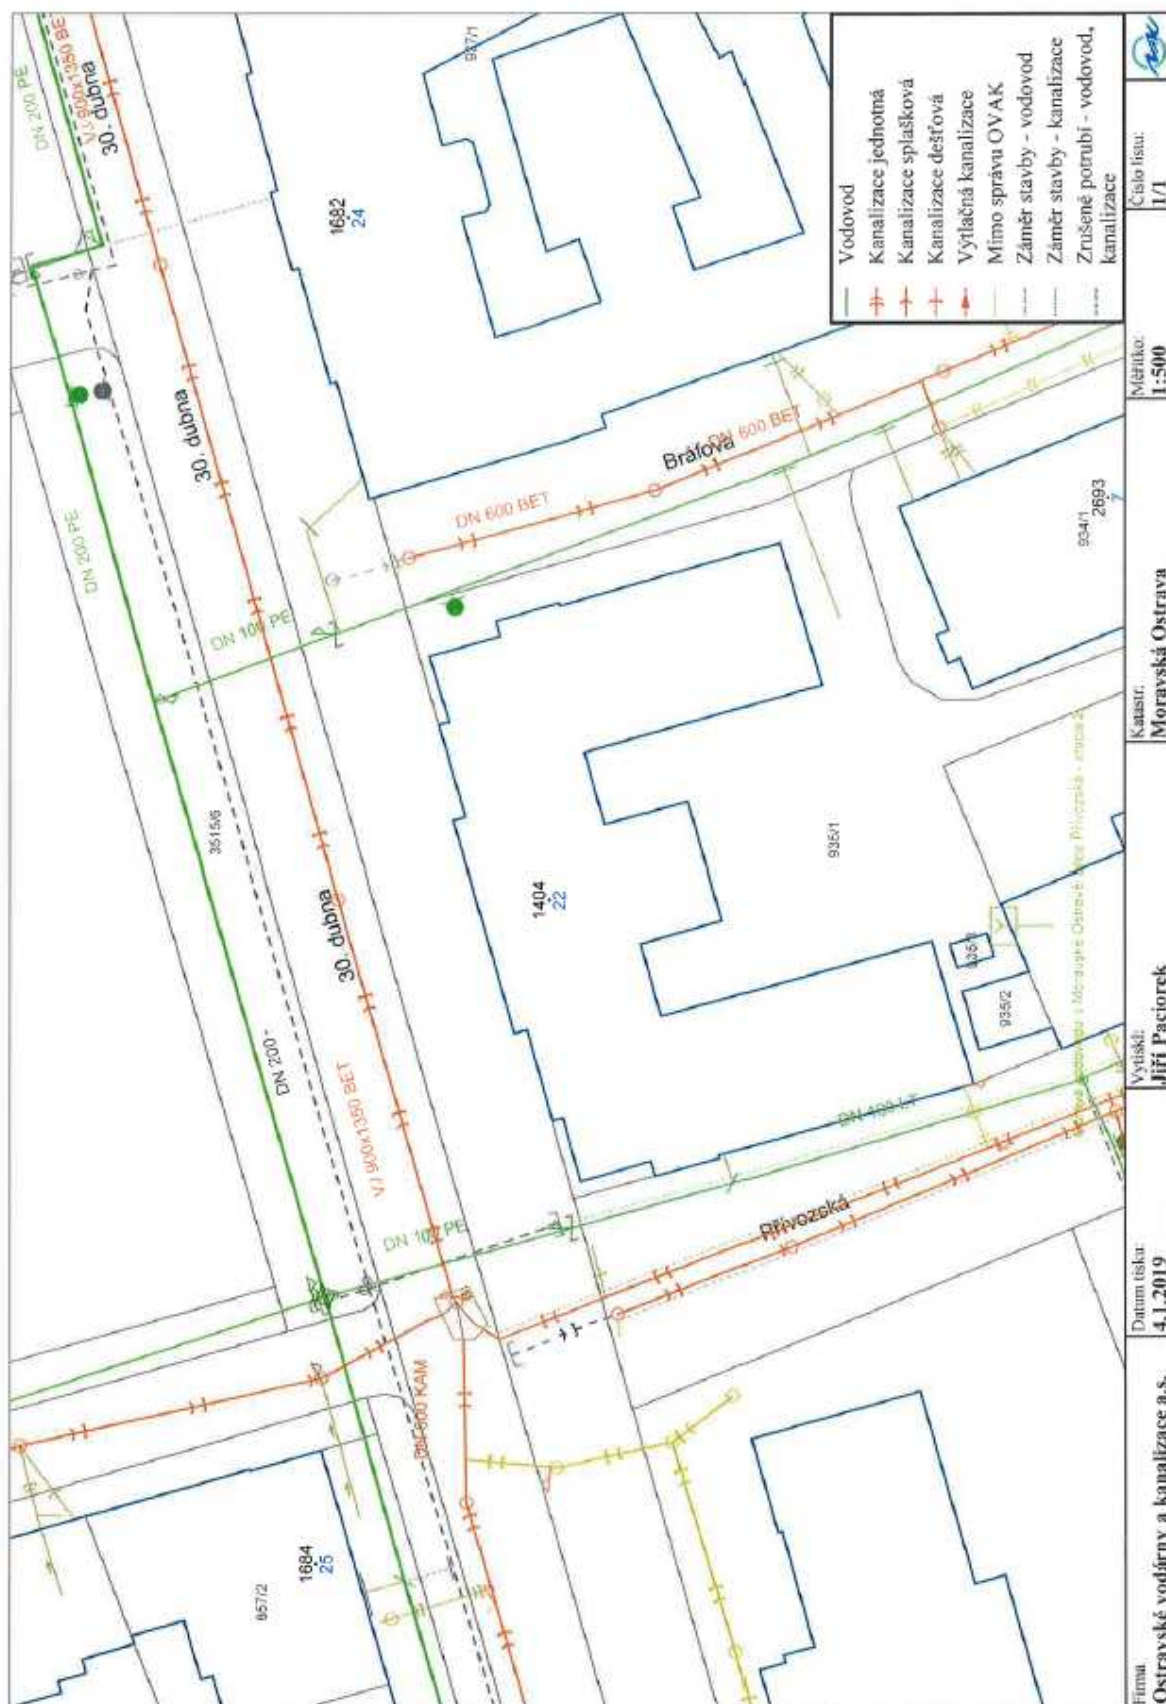 DN 200 PE
VJ 900x1350 BE
30. dubna
937/1
1682
24
30. dubna
DN 200 PE
DN 100 PE
DN 600 BET
Bráfova
DN 600 BET
934/1
2693
7
3515/6
30. dubna
1404
22
935/1
935/2
DN 200 -
VJ 900x1350 BET
DN 100 PE
DN 100 LT
Přívozská
DN 600 KAM
1684
25
857/2
Vodovod
Kanalizace jednotná
Kanalizace splašková
Kanalizace dešťová
Výtlačná kanalizace
Mimo správu OVAK
Záměr stavby - vodovod
Záměr stavby - kanalizace
Zrušené potrubí - vodovod,
kanalizace
Firma
Ostravské vodárny a kanalizace a.s.
Datum tisku:
4.1.2019
Vytiskl:
Jiří Paciorek
Katastr:
Moravská Ostrava
Měřítko:
1:500
Číslo listu:
1/1